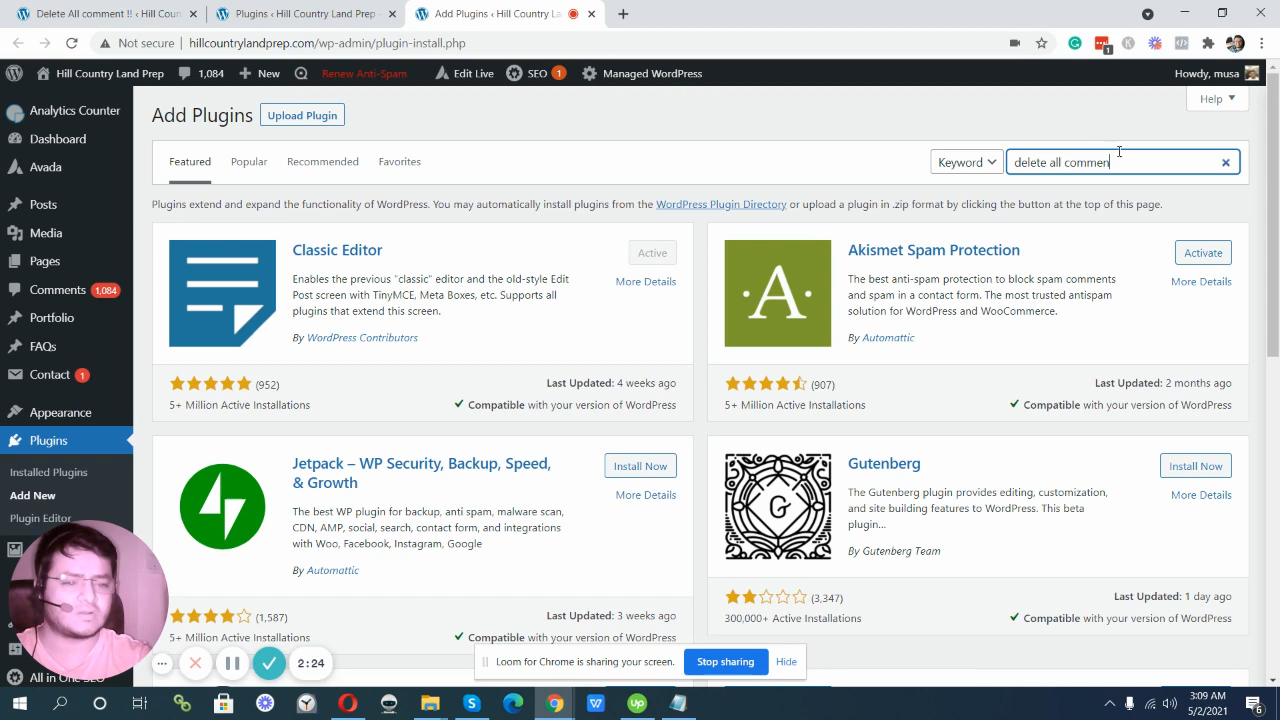 Delete All Comment !! ‹ Hill Coun
Hill Country Land Prep -
Add Plugins ‹ Hill Country La
Not secure | hillcountrylandprep.com/wp-admin/plugin-install.php
1
Hill Country Land Prep
1,084
New
Renew Anti-Spam
Edit Live
SEO 1
Managed WordPress
Howdy, musa
Analytics Counter
Dashboard
Avada
Posts
Media
Pages
Comments 1,084
Portfolio
FAQs
Contact 1
Appearance
Plugins
Installed Plugins
Add New
Plugin Editor
All in One SEO
Help
Add Plugins
Upload Plugin
Featured
Popular
Recommended
Favorites
Keyword
delete all commen
Plugins extend and expand the functionality of WordPress. You may automatically install plugins from the WordPress Plugin Directory or upload a plugin in .zip format by clicking the button at the top of this page.
Classic Editor
Active
More Details
Enables the previous "classic" editor and the old-style Edit
Post screen with TinyMCE, Meta Boxes, etc. Supports all
plugins that extend this screen.
By WordPress Contributors
(952)
Last Updated: 4 weeks ago
5+ Million Active Installations
Compatible with your version of WordPress
Akismet Spam Protection
Activate
More Details
The best anti-spam protection to block spam comments
and spam in a contact form. The most trusted antispam
solution for WordPress and WooCommerce.
By Automattic
(907)
Last Updated: 2 months ago
5+ Million Active Installations
Compatible with your version of WordPress
Jetpack – WP Security, Backup, Speed,
& Growth
Install Now
More Details
The best WP plugin for backup, anti spam, malware scan,
CDN, AMP, social, search, contact form, and integrations
with Woo, Facebook, Instagram, Google
By Automattic
(1,587)
Last Updated: 3 weeks ago
5+ Million Active Installations
Compatible with your version of WordPress
Gutenberg
Install Now
More Details
The Gutenberg plugin provides editing, customization,
and site building features to WordPress. This beta
plugin...
By Gutenberg Team
(3,347)
Last Updated: 1 day ago
300,000+ Active Installations
Compatible with your version of WordPress
2:24
Loom for Chrome is sharing your screen.
Stop sharing
Hide
3:09 AM
5/2/2021
6